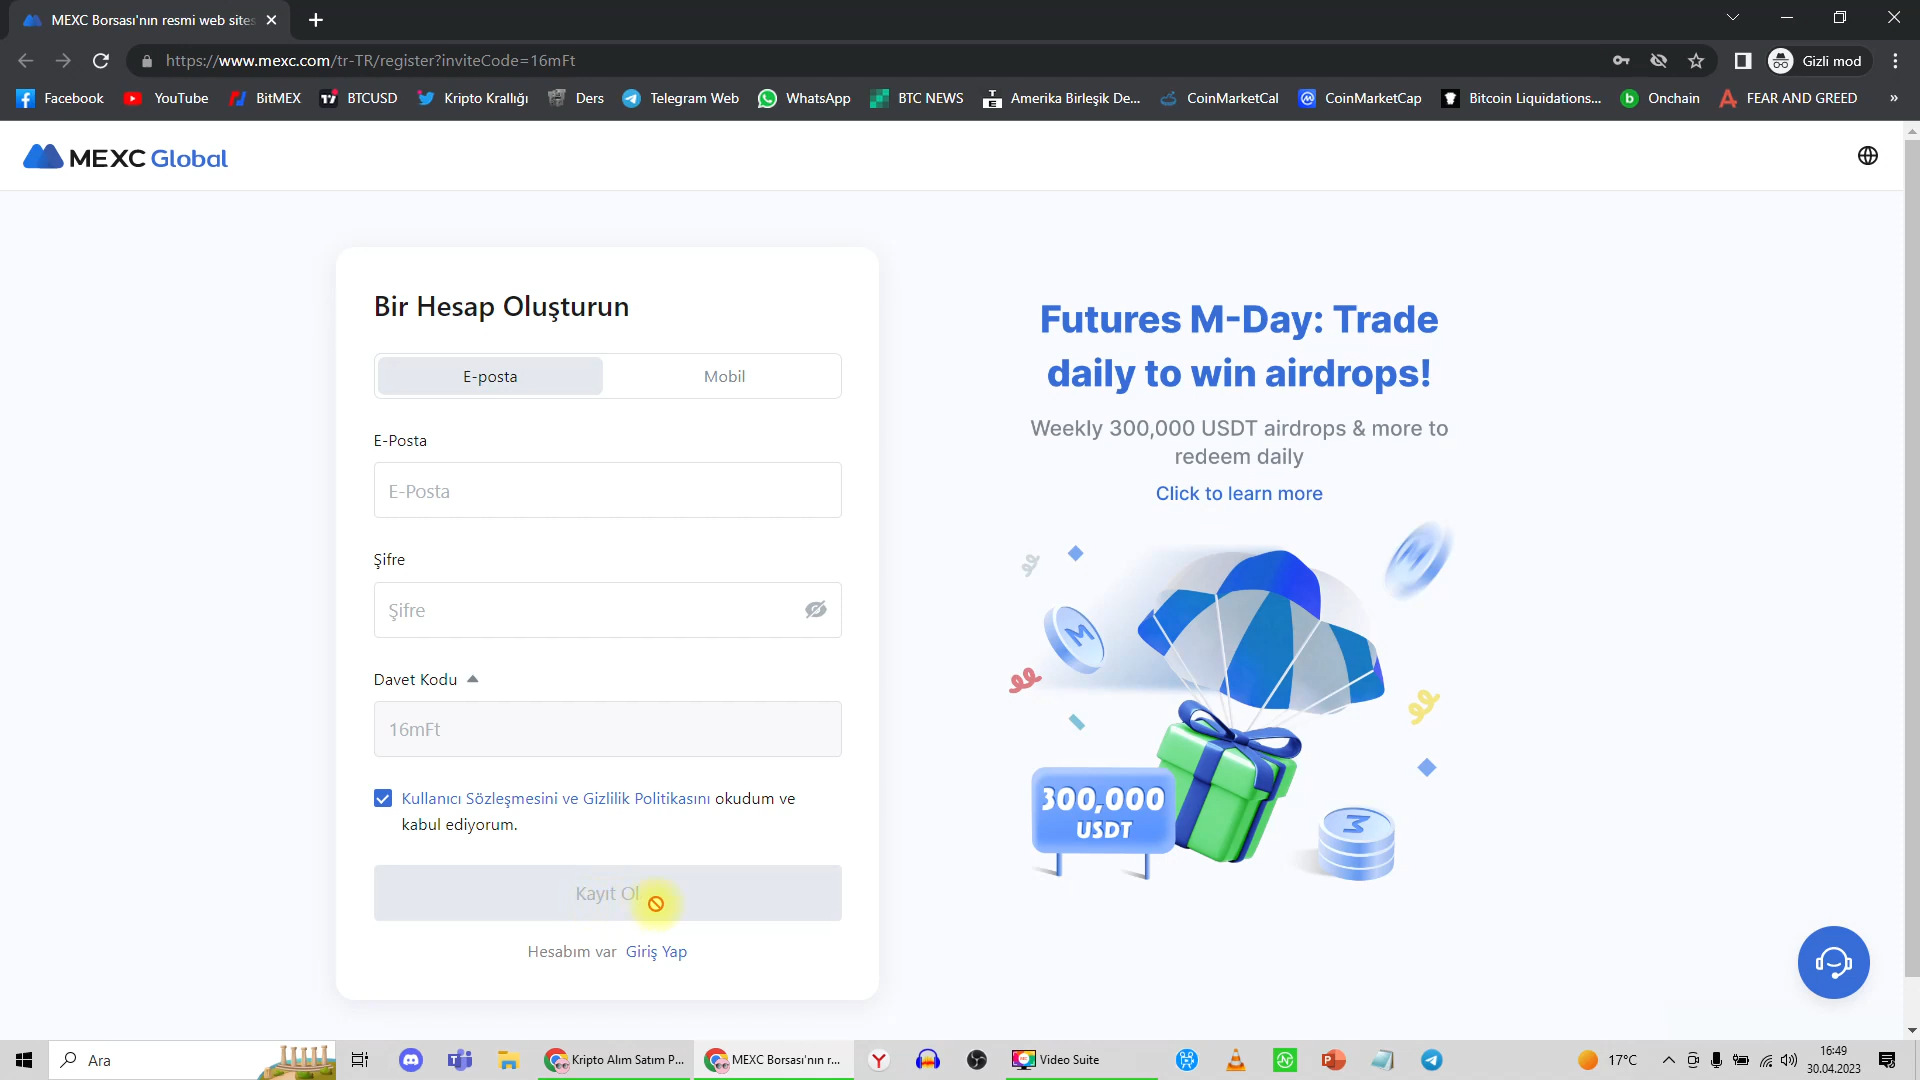 MEXC Borsası'nın resmi web sites
https://www.mexc.com/tr-TR/register?inviteCode=16mFt
Gizli mod
Facebook
YouTube
BitMEX
BTCUSD
Kripto Krallığı
Ders
Telegram Web
WhatsApp
BTC NEWS
Amerika Birleşik De...
CoinMarketCal
CoinMarketCap
Bitcoin Liquidations...
Onchain
FEAR AND GREED
»
MEXC Global
Bir Hesap Oluşturun
E-posta
Mobil
E-Posta
E-Posta
Şifre
Şifre
Davet Kodu
16mFt
Kullanıcı Sözleşmesini ve Gizlilik Politikasını okudum ve
kabul ediyorum.
Kayıt Ol
Hesabım var Giriş Yap
Futures M-Day: Trade
daily to win airdrops!
Weekly 300,000 USDT airdrops & more to
redeem daily
Click to learn more
300,000
USDT
Ara
Kripto Alım Satım P...
MEXC Borsası'nın r...
Video Suite
17°C
16:49
30.04.2023